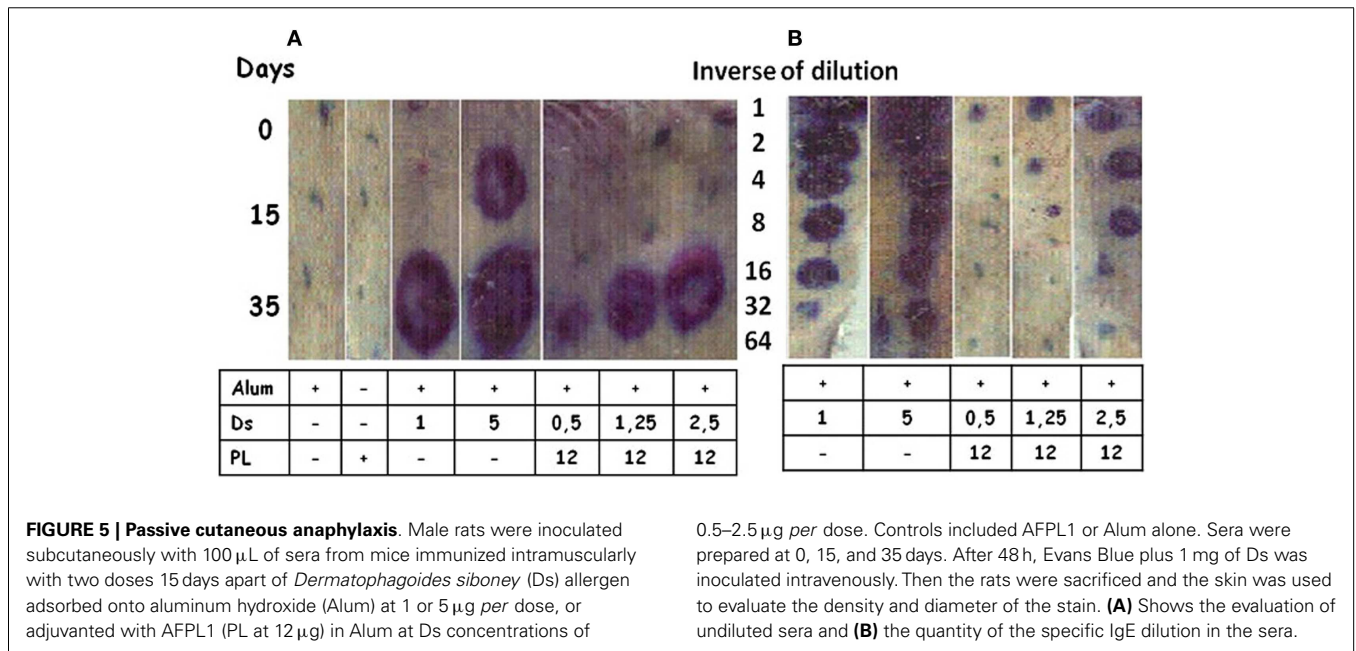 A
B
Days
Inverse of dilution
0
15
35
1
2
4
8
16
32
64
Alum + - + + + + +
Ds - - 1 5 0,5 1,25 2,5
PL - + - - 12 12 12
+ + + + +
1 5 0,5 1,25 2,5
- - 12 12 12
FIGURE 5 | Passive cutaneous anaphylaxis. Male rats were inoculated
subcutaneously with 100 μL of sera from mice immunized intramuscularly
with two doses 15 days apart of Dermatophagoides siboney (Ds) allergen
adsorbed onto aluminum hydroxide (Alum) at 1 or 5 μg per dose, or
adjuvanted with AFPL1 (PL at 12 μg) in Alum at Ds concentrations of
0.5–2.5 μg per dose. Controls included AFPL1 or Alum alone. Sera were
prepared at 0, 15, and 35 days. After 48 h, Evans Blue plus 1 mg of Ds was
inoculated intravenously. Then the rats were sacrificed and the skin was used
to evaluate the density and diameter of the stain. (A) Shows the evaluation of
undiluted sera and (B) the quantity of the specific IgE dilution in the sera.